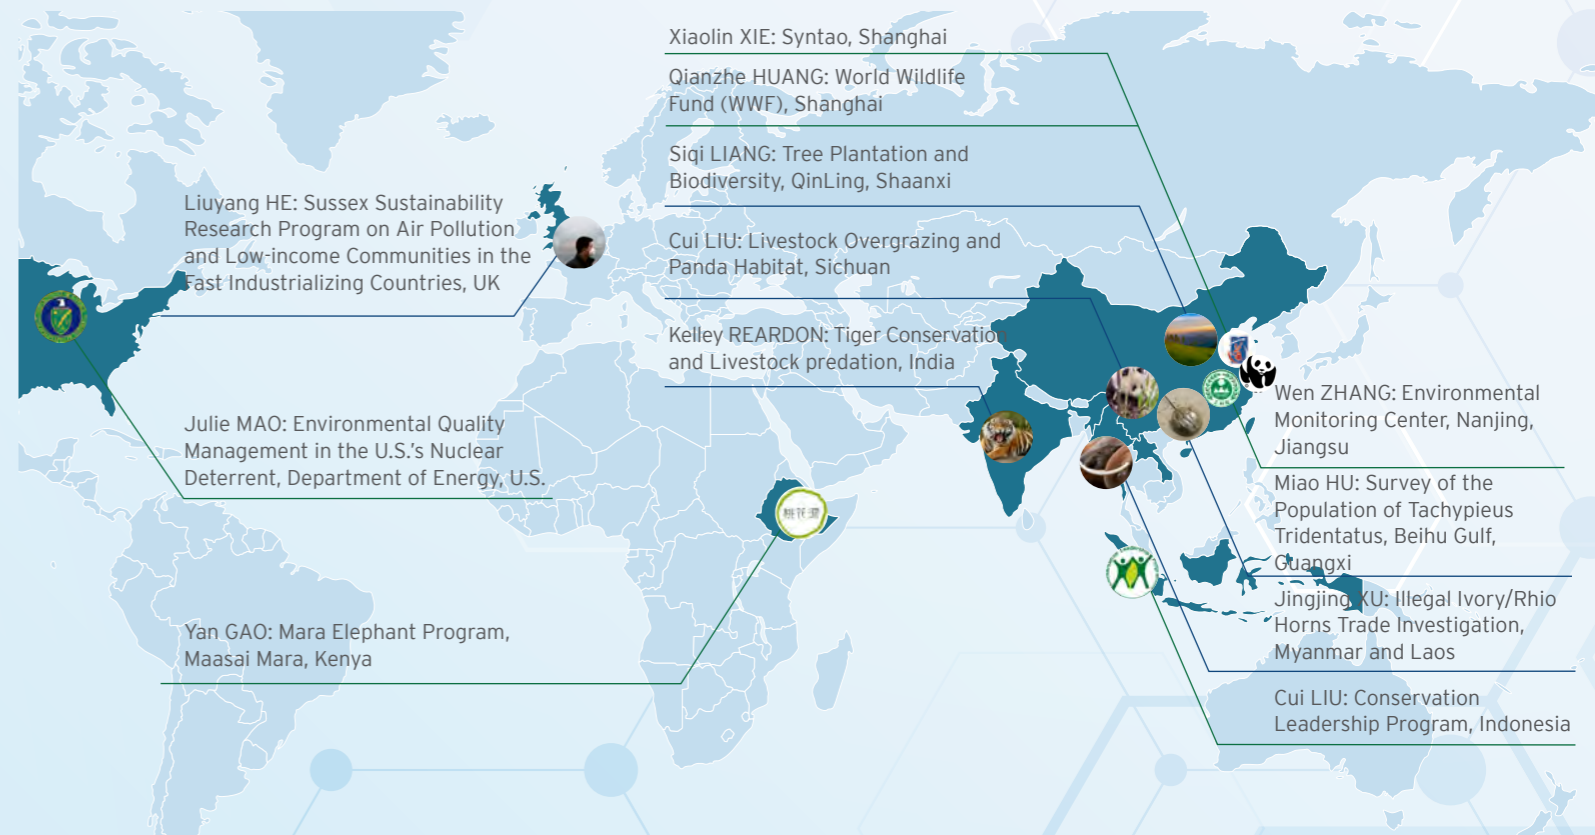 Xiaolin XIE: Syntao, Shanghai
Qianzhe HUANG: World Wildlife
Fund (WWF), Shanghai
Siqi LIANG: Tree Plantation and
Biodiversity, QinLing, Shaanxi
Cui LIU: Livestock Overgrazing and
Panda Habitat, Sichuan
Kelley REARDON: Tiger Conservation
and Livestock predation, India
Liuyang HE: Sussex Sustainability
Research Program on Air Pollution
and Low-income Communities in the
Fast Industrializing Countries, UK
Julie MAO: Environmental Quality
Management in the U.S.’s Nuclear
Deterrent, Department of Energy, U.S.
Yan GAO: Mara Elephant Program,
Maasai Mara, Kenya
Wen ZHANG: Environmental
Monitoring Center, Nanjing,
Jiangsu
Miao HU: Survey of the
Population of Tachypieus
Tridentatus, Beihu Gulf,
Guangxi
Jingjing XU: Illegal Ivory/Rhio
Horns Trade Investigation,
Myanmar and Laos
Cui LIU: Conservation
Leadership Program, Indonesia